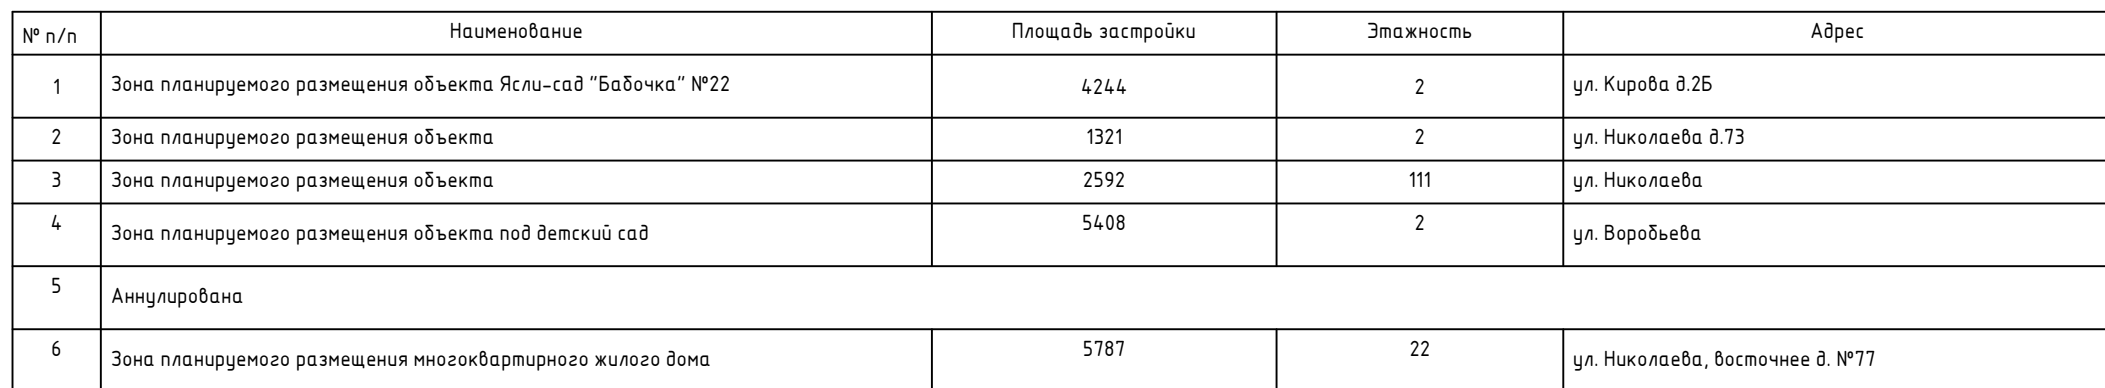 № п/п Наименование Площадь застройки Этажность Адрес
1 Зона планируемого размещения объекта Ясли-сад "Бабочка" №22 4244 2 ул. Кирова д.2Б
2 Зона планируемого размещения объекта 1321 2 ул. Николаева д.73
3 Зона планируемого размещения объекта 2592 111 ул. Николаева
4 Зона планируемого размещения объекта под детский сад 5408 2 ул. Воробьева
5 Аннулирована
6 Зона планируемого размещения многоквартирного жилого дома 5787 22 ул. Николаева, восточнее д. №77